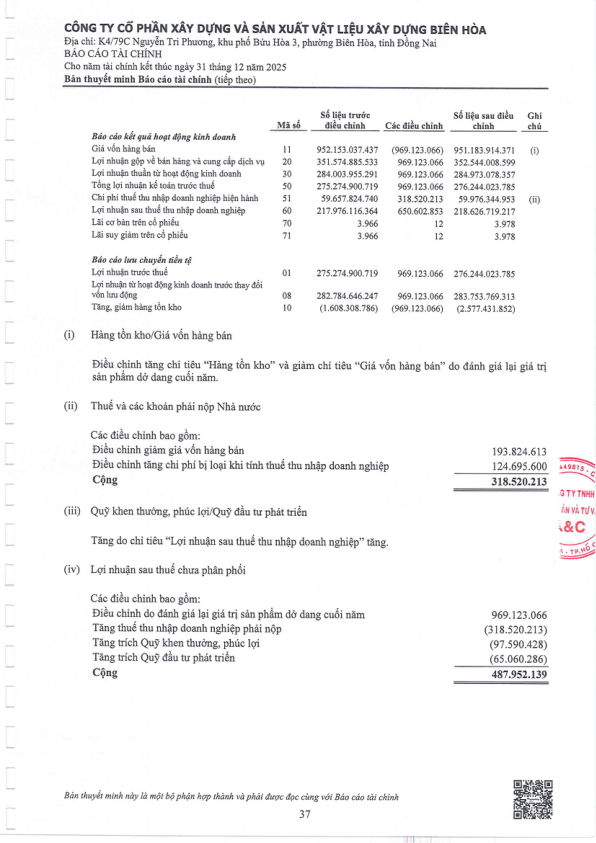 CÔNG TY CỔ PHẦN XÂY DỰNG VÀ SẢN XUẤT VẬT LIỆU XÂY DỰNG BIÊN HÒA
Địa chỉ: K4/79C Nguyễn Tri Phương, khu phố Bửu Hòa 3, phường Biên Hòa, tỉnh Đồng Nai
BÁO CÁO TÀI CHÍNH
Cho năm tài chính kết thúc ngày 31 tháng 12 năm 2025
Bản thuyết minh Báo cáo tài chính (tiếp theo)
Mã số Số liệu trước điều chỉnh Các điều chỉnh Số liệu sau điều chỉnh Ghi chú
Báo cáo kết quả hoạt động kinh doanh
Giá vốn hàng bán 11 952.153.037.437 (969.123.066) 951.183.914.371 (i)
Lợi nhuận gộp về bán hàng và cung cấp dịch vụ 20 351.574.885.533 969.123.066 352.544.008.599
Lợi nhuận thuần từ hoạt động kinh doanh 30 284.003.955.291 969.123.066 284.973.078.357
Tổng lợi nhuận kế toán trước thuế 50 275.274.900.719 969.123.066 276.244.023.785
Chi phí thuế thu nhập doanh nghiệp hiện hành 51 59.657.824.740 318.520.213 59.976.344.953 (ii)
Lợi nhuận sau thuế thu nhập doanh nghiệp 60 217.976.116.364 650.602.853 218.626.719.217
Lãi cơ bản trên cổ phiếu 70 3.966 12 3.978
Lãi suy giảm trên cổ phiếu 71 3.966 12 3.978
Báo cáo lưu chuyển tiền tệ
Lợi nhuận trước thuế 01 275.274.900.719 969.123.066 276.244.023.785
Lợi nhuận từ hoạt động kinh doanh trước thay đổi
vốn lưu động 08 282.784.646.247 969.123.066 283.753.769.313
Tăng, giảm hàng tồn kho 10 (1.608.308.786) (969.123.066) (2.577.431.852)
(i) Hàng tồn kho/Giá vốn hàng bán
Điều chỉnh tăng chỉ tiêu “Hàng tồn kho” và giảm chỉ tiêu “Giá vốn hàng bán” do đánh giá lại giá trị
sản phẩm dở dang cuối năm.
(ii) Thuế và các khoản phải nộp Nhà nước
Các điều chỉnh bao gồm:
Điều chỉnh giảm giá vốn hàng bán 193.824.613
Điều chỉnh tăng chi phí bị loại khi tính thuế thu nhập doanh nghiệp 124.695.600
Cộng 318.520.213
(iii) Quỹ khen thưởng, phúc lợi/Quỹ đầu tư phát triển
Tăng do chỉ tiêu “Lợi nhuận sau thuế thu nhập doanh nghiệp” tăng.
(iv) Lợi nhuận sau thuế chưa phân phối
Các điều chỉnh bao gồm:
Điều chỉnh do đánh giá lại giá trị sản phẩm dở dang cuối năm 969.123.066
Tăng thuế thu nhập doanh nghiệp phải nộp (318.520.213)
Tăng trích Quỹ khen thưởng, phúc lợi (97.590.428)
Tăng trích Quỹ đầu tư phát triển (65.060.286)
Cộng 487.952.139
G TY TNHH
ÁN VÀ TƯ V
A&C
TP.HỒ C
Bản thuyết minh này là một bộ phận hợp thành và phải được đọc cùng với Báo cáo tài chính
37